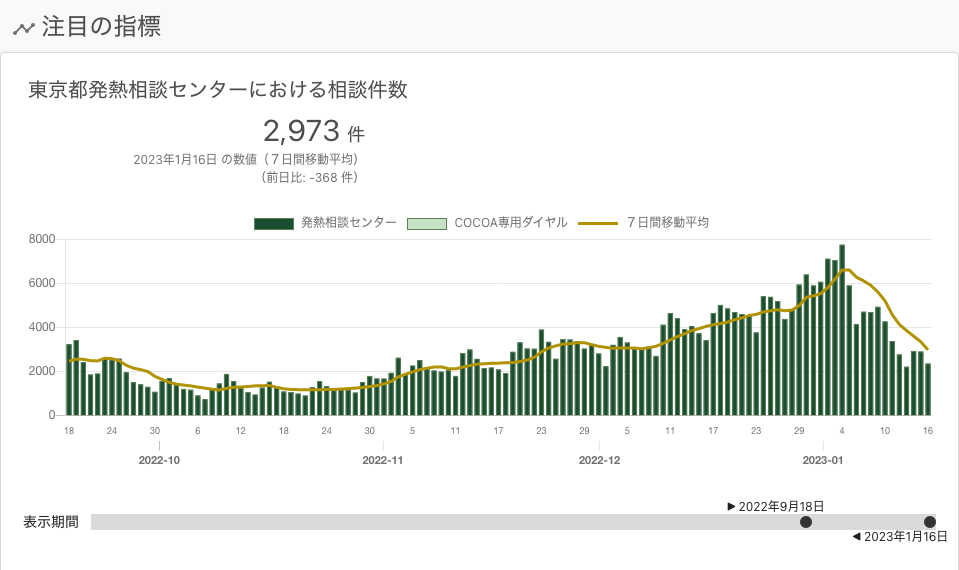 注目の指標
東京都発熱相談センターにおける相談件数
2,973 件
2023年1月16日 の数値（７日間移動平均）
（前日比: -368 件）
発熱相談センター COCOA専用ダイヤル ７日間移動平均
8000
6000
4000
2000
0
18 24 30 6 12 18 24 30 5 11 17 23 29 5 11 17 23 29 4 10 16
2022-10 2022-11 2022-12 2023-01
▶ 2022年9月18日
表示期間
◀ 2023年1月16日